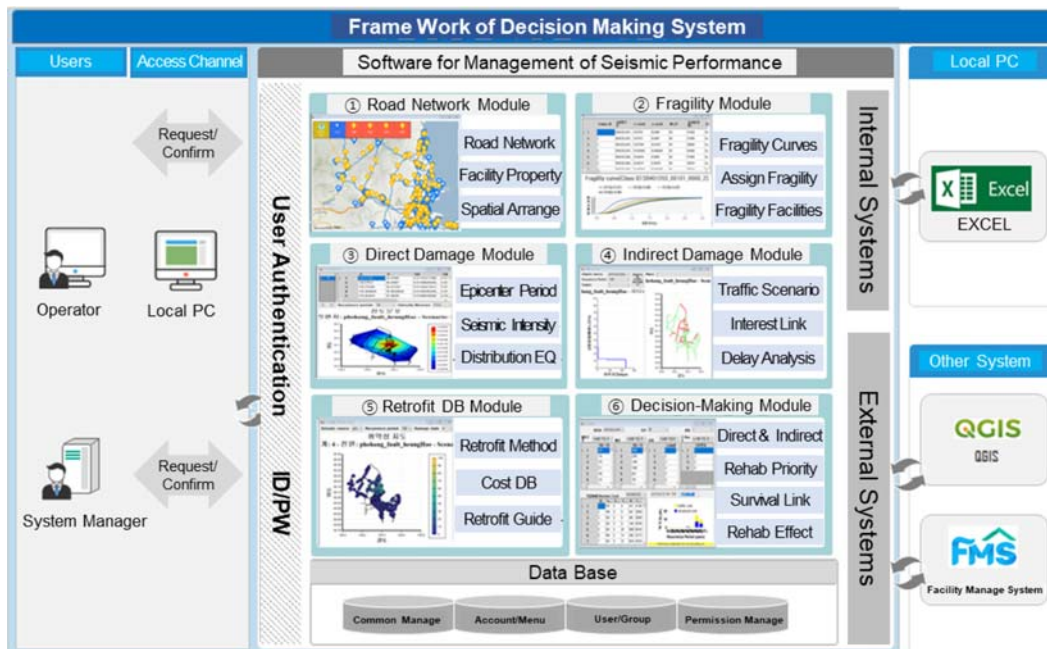 Frame Work of Decision Making System
Users
Access Channel
Software for Management of Seismic Performance
Local PC
Request/
Confirm
Operator
Local PC
Request/
Confirm
System Manager
User Authentication
ID/PW
① Road Network Module
Road Network
Facility Property
Spatial Arrange
② Fragility Module
Fragility Curves
Assign Fragility
Fragility Facilities
③ Direct Damage Module
Epicenter Period
Seismic Intensity
Distribution EQ
④ Indirect Damage Module
Traffic Scenario
Interest Link
Delay Analysis
⑤ Retrofit DB Module
Retrofit Method
Cost DB
Retrofit Guide
⑥ Decision-Making Module
Direct & Indirect
Rehab Priority
Survival Link
Rehab Effect
Data Base
Common Manage
Account/Menu
User/Group
Permission Manage
Internal Systems
External Systems
X Excel
EXCEL
Other System
QGIS
QGIS
FMS
Facility Manage System